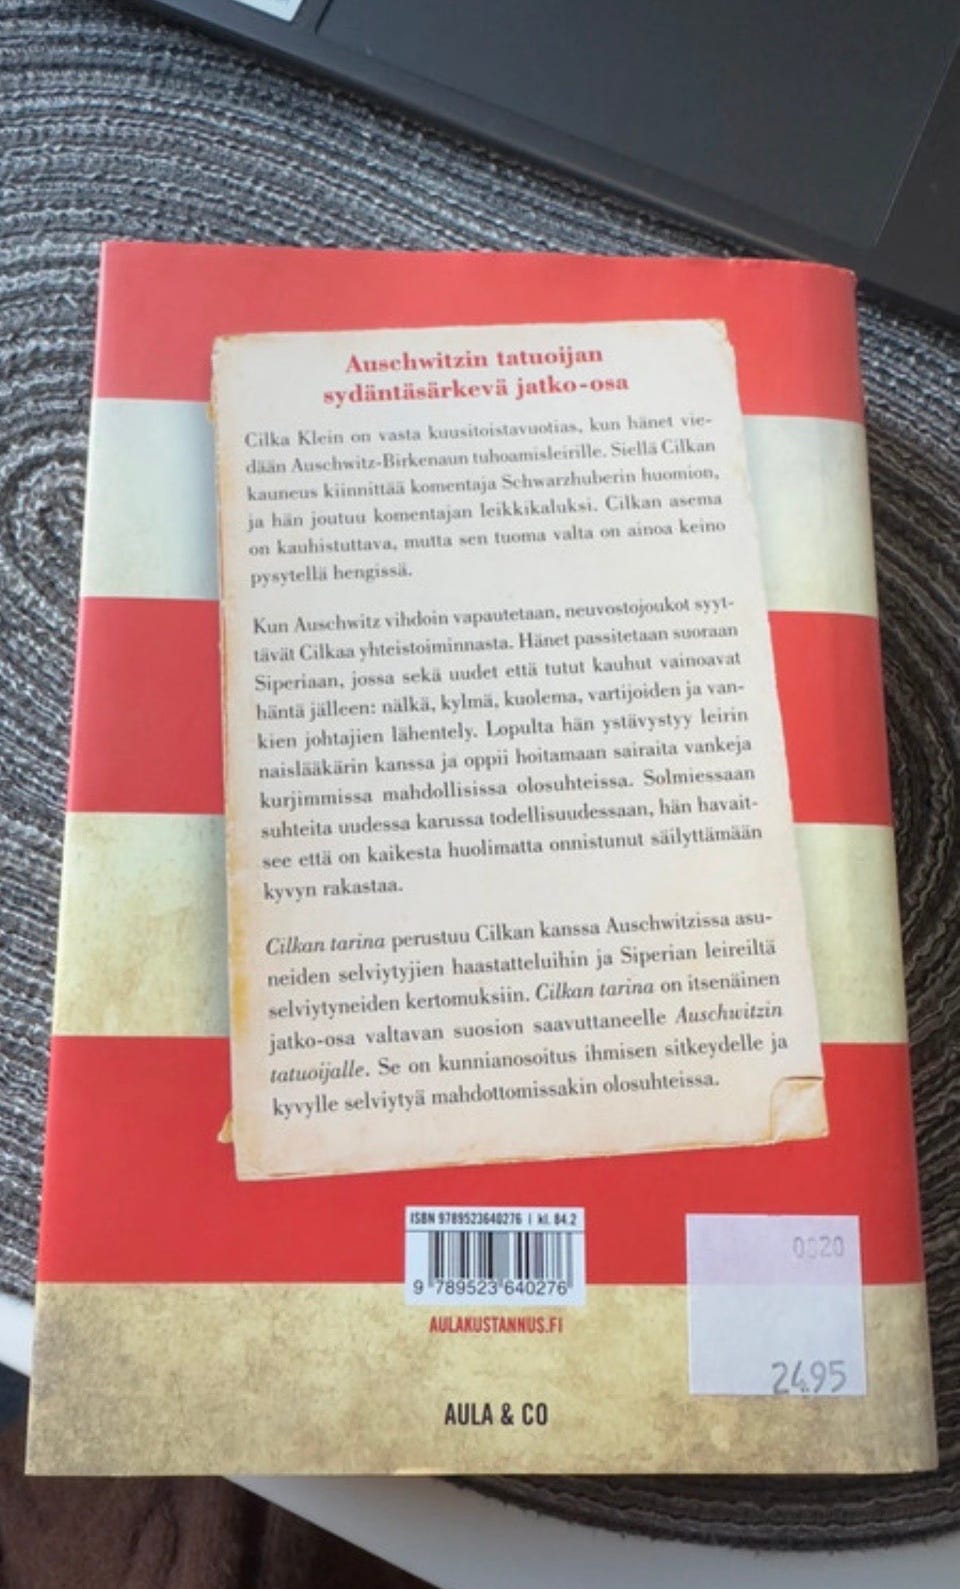 Auschwitzin tatuoijan
sydäntäsärkevä jatko-osa
Cilka Klein on vasta kuusitoistavuotias, kun hänet vie-
dään Auschwitz-Birkenaun tuhoamisleirille. Siellä Cilkan
kauneus kiinnittää komentaja Schwarzhuberin huomion,
ja hän joutuu komentajan leikkikaluksi. Cilkan asema
on kauhistuttava, mutta sen tuoma valta on ainoa keino
pysytellä hengissä.
Kun Auschwitz vihdoin vapautetaan, neuvostojoukot syyt-
tävät Cilkaa yhteistoiminnasta. Hänet passitetaan suoraan
Siperiaan, jossa sekä uudet että tutut kauhut vainoavat
häntä jälleen: nälkä, kylmä, kuolema, vartijoiden ja van-
kien johtajien lähentely. Lopulta hän ystävystyy leirin
naislääkärin kanssa ja oppii hoitamaan sairaita vankeja
kurjimmissa mahdollisissa olosuhteissa. Solmiessaan
suhteita uudessa karussa todellisuudessaan, hän havait-
see että on kaikesta huolimatta onnistunut säilyttämään
kyvyn rakastaa.
Cilkan tarina perustuu Cilkan kanssa Auschwitzissa asu-
neiden selviytyjien haastatteluihin ja Siperian leireiltä
selviytyneiden kertomuksiin. Cilkan tarina on itsenäinen
jatko-osa valtavan suosion saavuttaneelle Auschwitzin
tatuoijalle. Se on kunnianosoitus ihmisen sitkeydelle ja
kyvylle selviytyä mahdottomissakin olosuhteissa.
ISBN 9789523640276 | kl. 84.2
9 789523 640276
AULAKUSTANNUS.FI
AULA & CO
0820
24.95